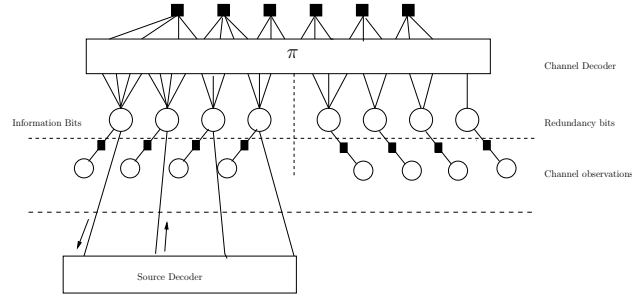 π
Channel Decoder
Information Bits
Redundancy bits
Channel observations
Source Decoder